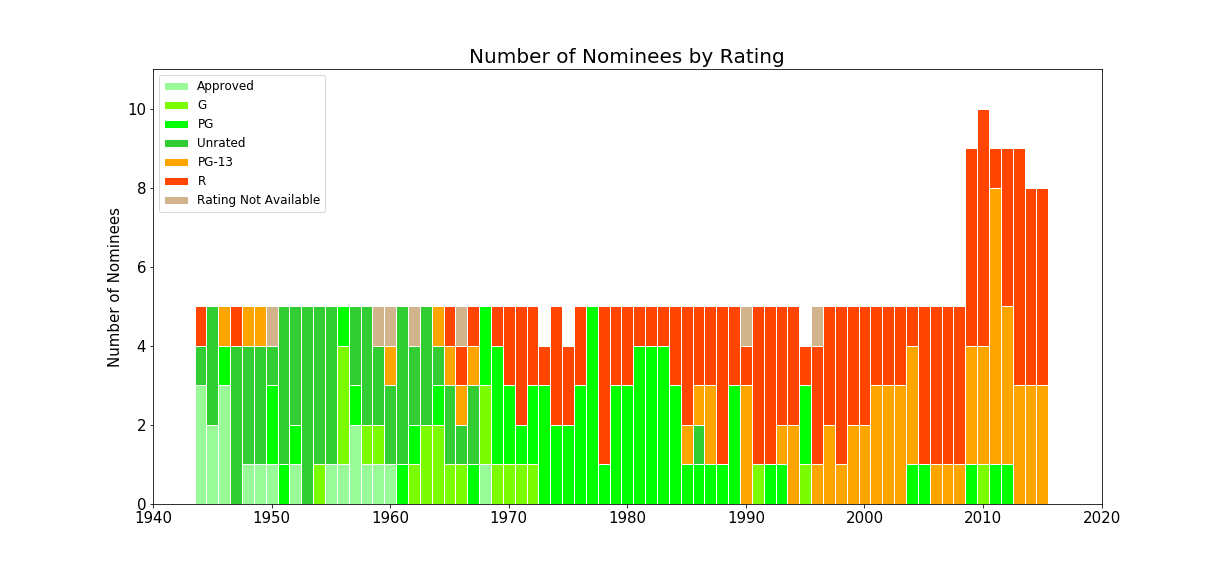 Number of Nominees by Rating
Approved
G
PG
Unrated
PG-13
R
Rating Not Available
Number of Nominees
10
8
6
4
2
0
1940 1950 1960 1970 1980 1990 2000 2010 2020